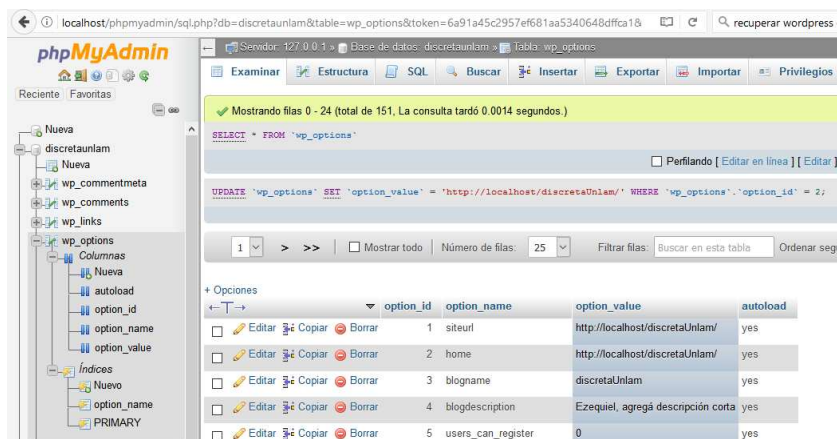 localhost/phpmyadmin/sql.php?db=discretaunlam&table=wp_options&token=6a91a45c2957ef681aa5340648dffca1&
recuperar wordpress
phpMyAdmin
Reciente Favoritas
Nueva
discretaunlam
Nueva
wp_commentmeta
wp_comments
wp_links
wp_options
Columnas
Nueva
autoload
option_id
option_name
option_value
Índices
Nuevo
option_name
PRIMARY
Servidor: 127.0.0.1 » Base de datos: discretaunlam » Tabla: wp_options
Examinar Estructura SQL Buscar Insertar Exportar Importar Privilegios
Mostrando filas 0 - 24 (total de 151, La consulta tardó 0.0014 segundos.)
SELECT * FROM `wp_options`
Perfilando [ Editar en línea ] [ Editar ]
UPDATE `wp_options` SET `option_value` = 'http://localhost/discretaUnlam/' WHERE `wp_options`.`option_id` = 2;
1 > >> Mostrar todo Número de filas: 25 Filtrar filas: Buscar en esta tabla Ordenar seg
+ Opciones
←T→ option_id option_name option_value autoload
Editar Copiar Borrar 1 siteurl http://localhost/discretaUnlam/ yes
Editar Copiar Borrar 2 home http://localhost/discretaUnlam/ yes
Editar Copiar Borrar 3 blogname discretaUnlam yes
Editar Copiar Borrar 4 blogdescription Ezequiel, agregá descripción corta yes
Editar Copiar Borrar 5 users_can_register 0 yes